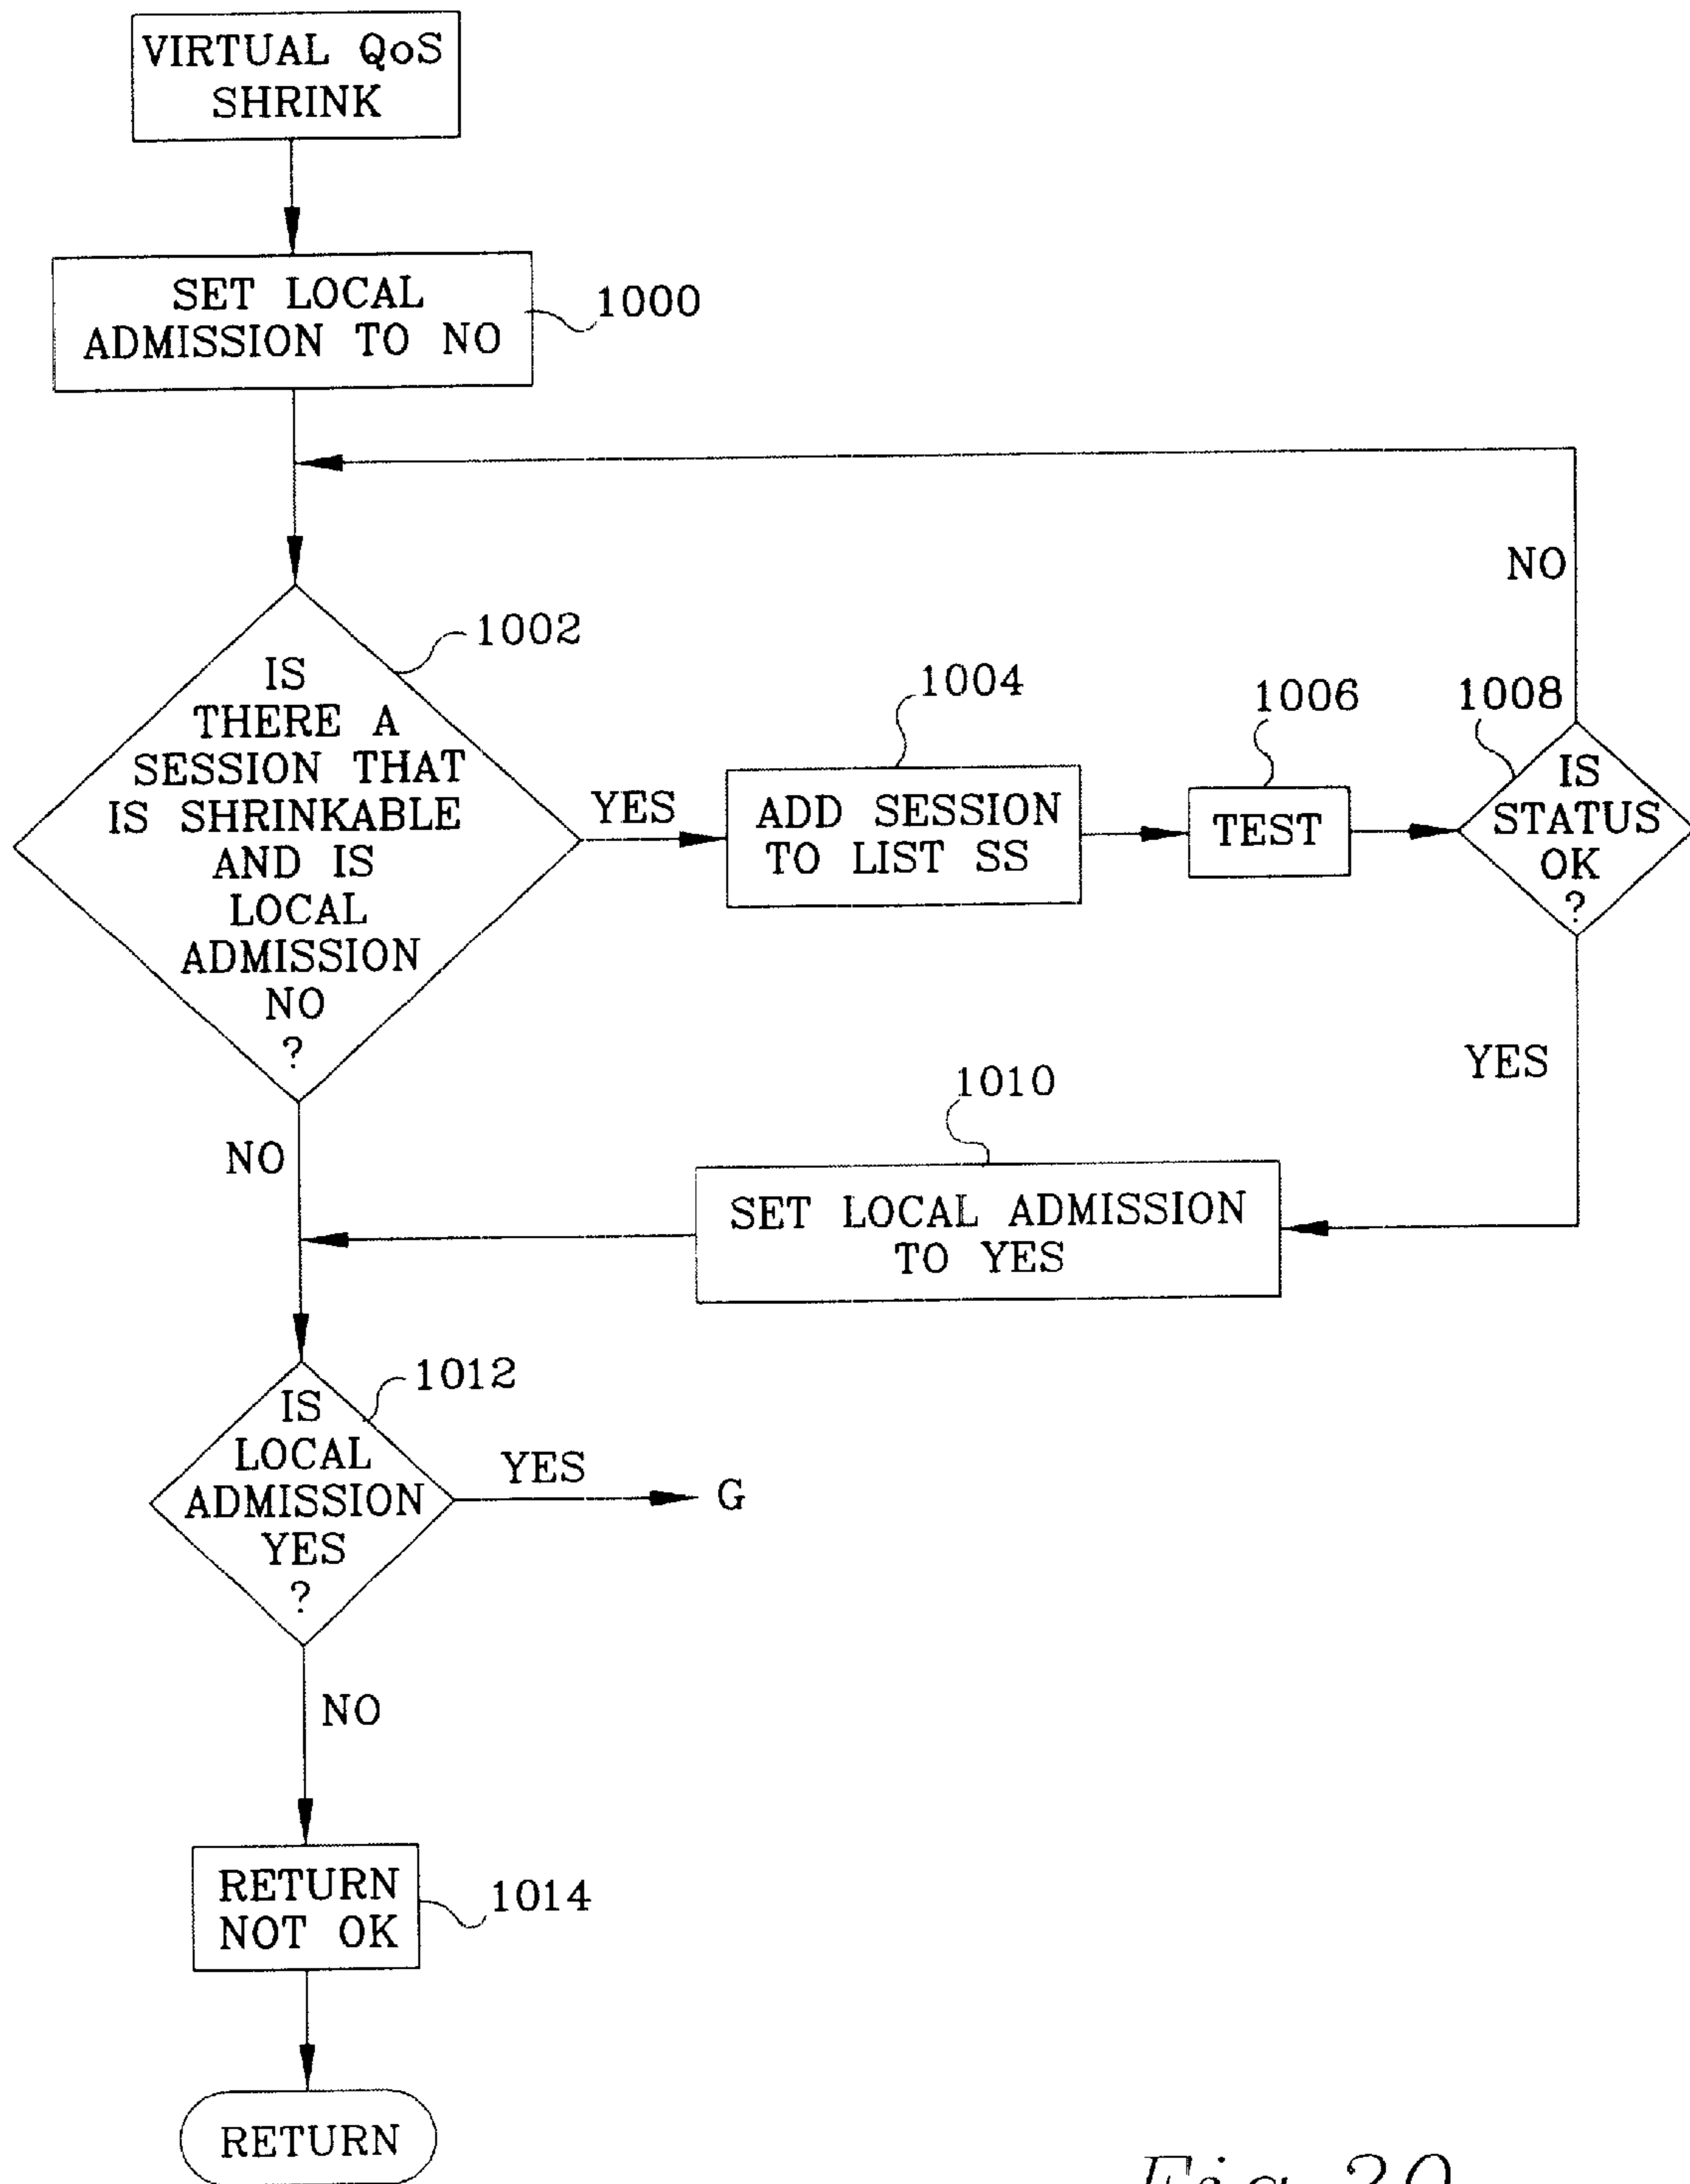 VIRTUAL QoS
SHRINK
SET LOCAL
ADMISSION TO NO
1000
NO
1002
IS
THERE A
SESSION THAT
IS SHRINKABLE
AND IS
LOCAL
ADMISSION
NO
?
YES
1004
ADD SESSION
TO LIST SS
1006
TEST
1008
IS
STATUS
OK
?
YES
NO
1010
SET LOCAL ADMISSION
TO YES
1012
IS
LOCAL
ADMISSION
YES
?
YES
G
NO
RETURN
NOT OK
1014
RETURN